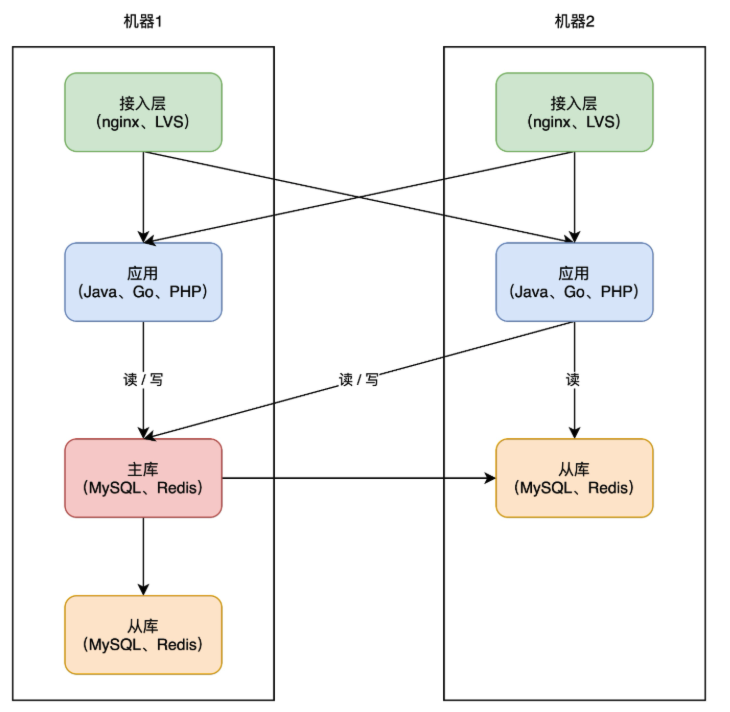 机器1
机器2
接入层
（nginx、LVS）
接入层
（nginx、LVS）
应用
（Java、Go、PHP）
应用
（Java、Go、PHP）
读 / 写
读 / 写
读
主库
（MySQL、Redis）
从库
（MySQL、Redis）
从库
（MySQL、Redis）